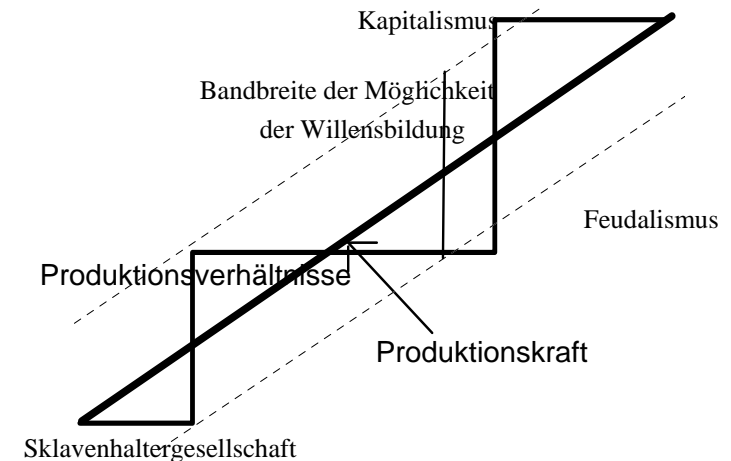 Kapitalismus
Bandbreite der Möglichkeit
der Willensbildung
Feudalismus
Produktionsverhältnisse
Produktionskraft
Sklavenhaltergesellschaft